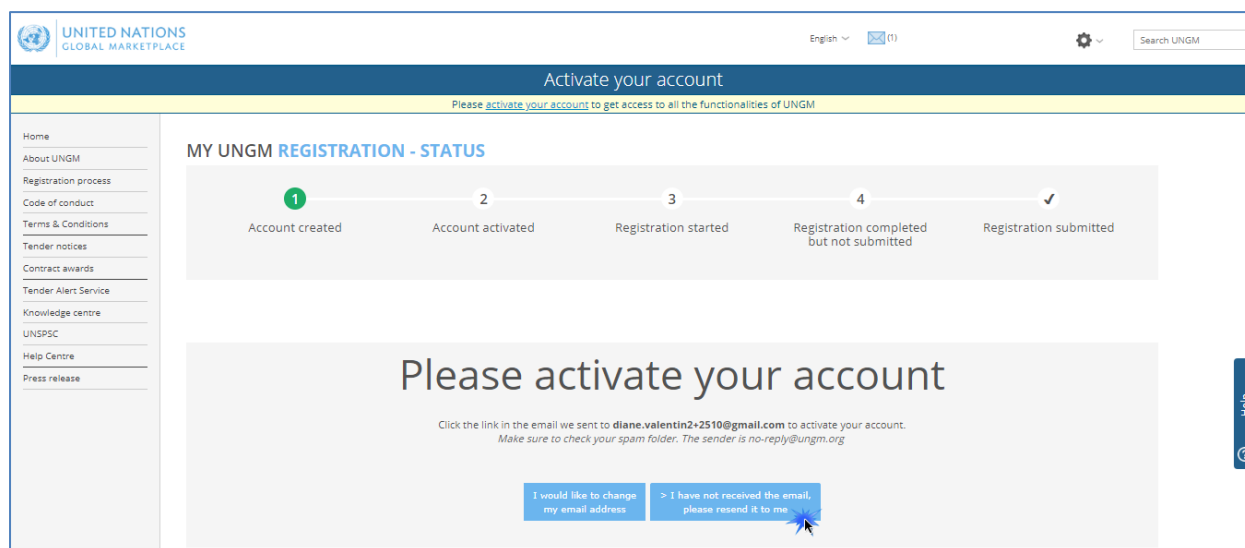 UNITED NATIONS
GLOBAL MARKETPLACE
English
(1)
Search UNGM
Activate your account
Please activate your account to get access to all the functionalities of UNGM
Home
About UNGM
Registration process
Code of conduct
Terms & Conditions
Tender notices
Contract awards
Tender Alert Service
Knowledge centre
UNSPSC
Help Centre
Press release
MY UNGM REGISTRATION - STATUS
1
2
3
4
✓
Account created
Account activated
Registration started
Registration completed
but not submitted
Registration submitted
Please activate your account
Click the link in the email we sent to diane.valentin2+2510@gmail.com to activate your account.
Make sure to check your spam folder. The sender is no-reply@ungm.org
I would like to change
my email address
> I have not received the email,
please resend it to me
Help